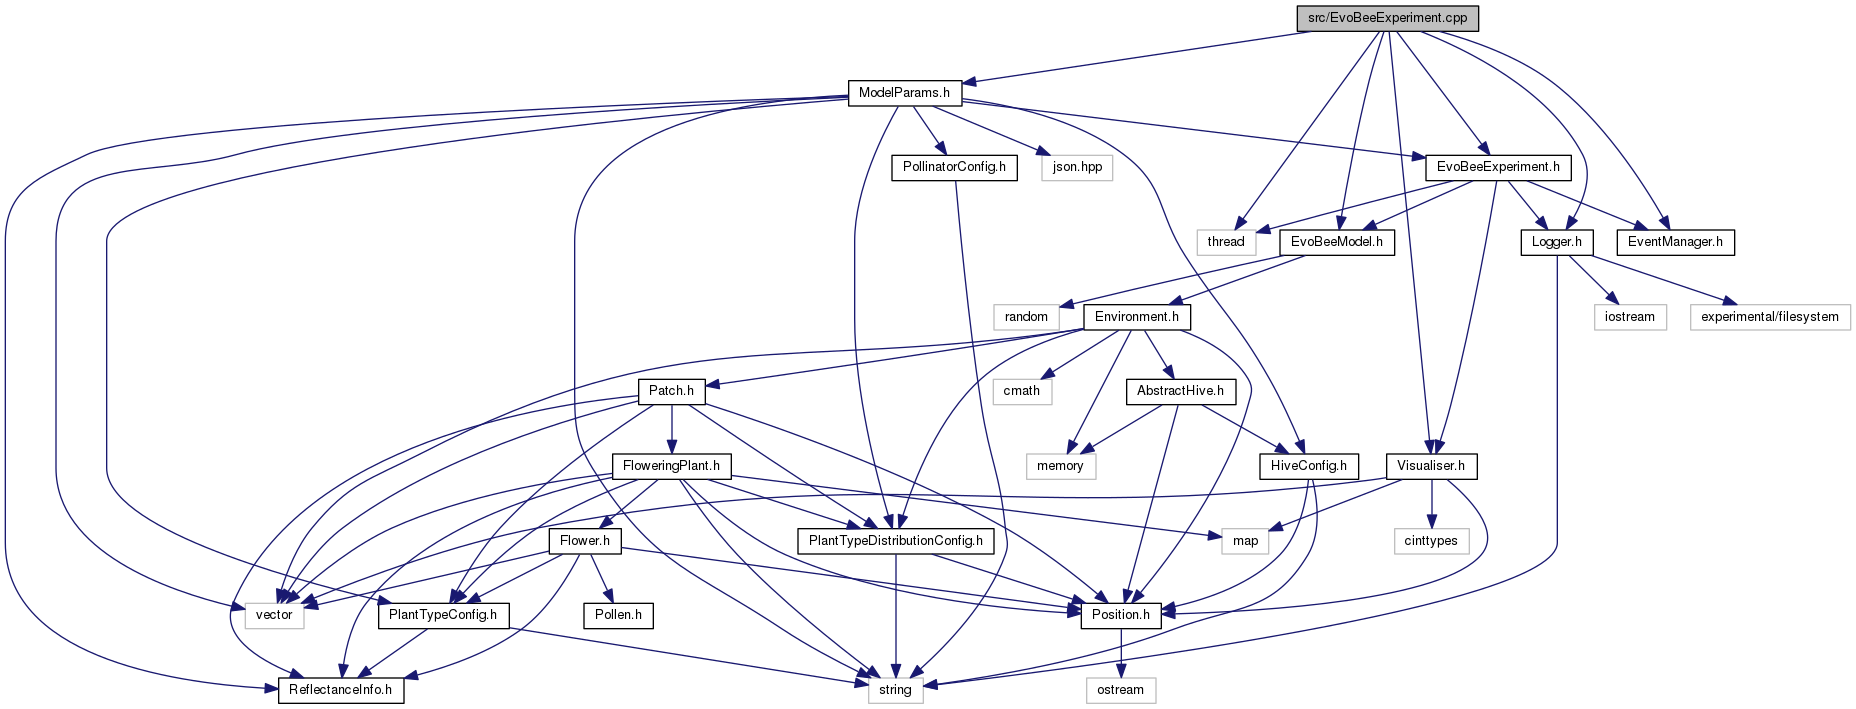 src/EvoBeeExperiment.cpp
ModelParams.h
PollinatorConfig.h
json.hpp
EvoBeeExperiment.h
thread
EvoBeeModel.h
Logger.h
EventManager.h
random
Environment.h
iostream
experimental/filesystem
Patch.h
cmath
AbstractHive.h
FloweringPlant.h
memory
HiveConfig.h
Visualiser.h
Flower.h
PlantTypeDistributionConfig.h
map
cinttypes
vector
PlantTypeConfig.h
Pollen.h
Position.h
ReflectanceInfo.h
string
ostream